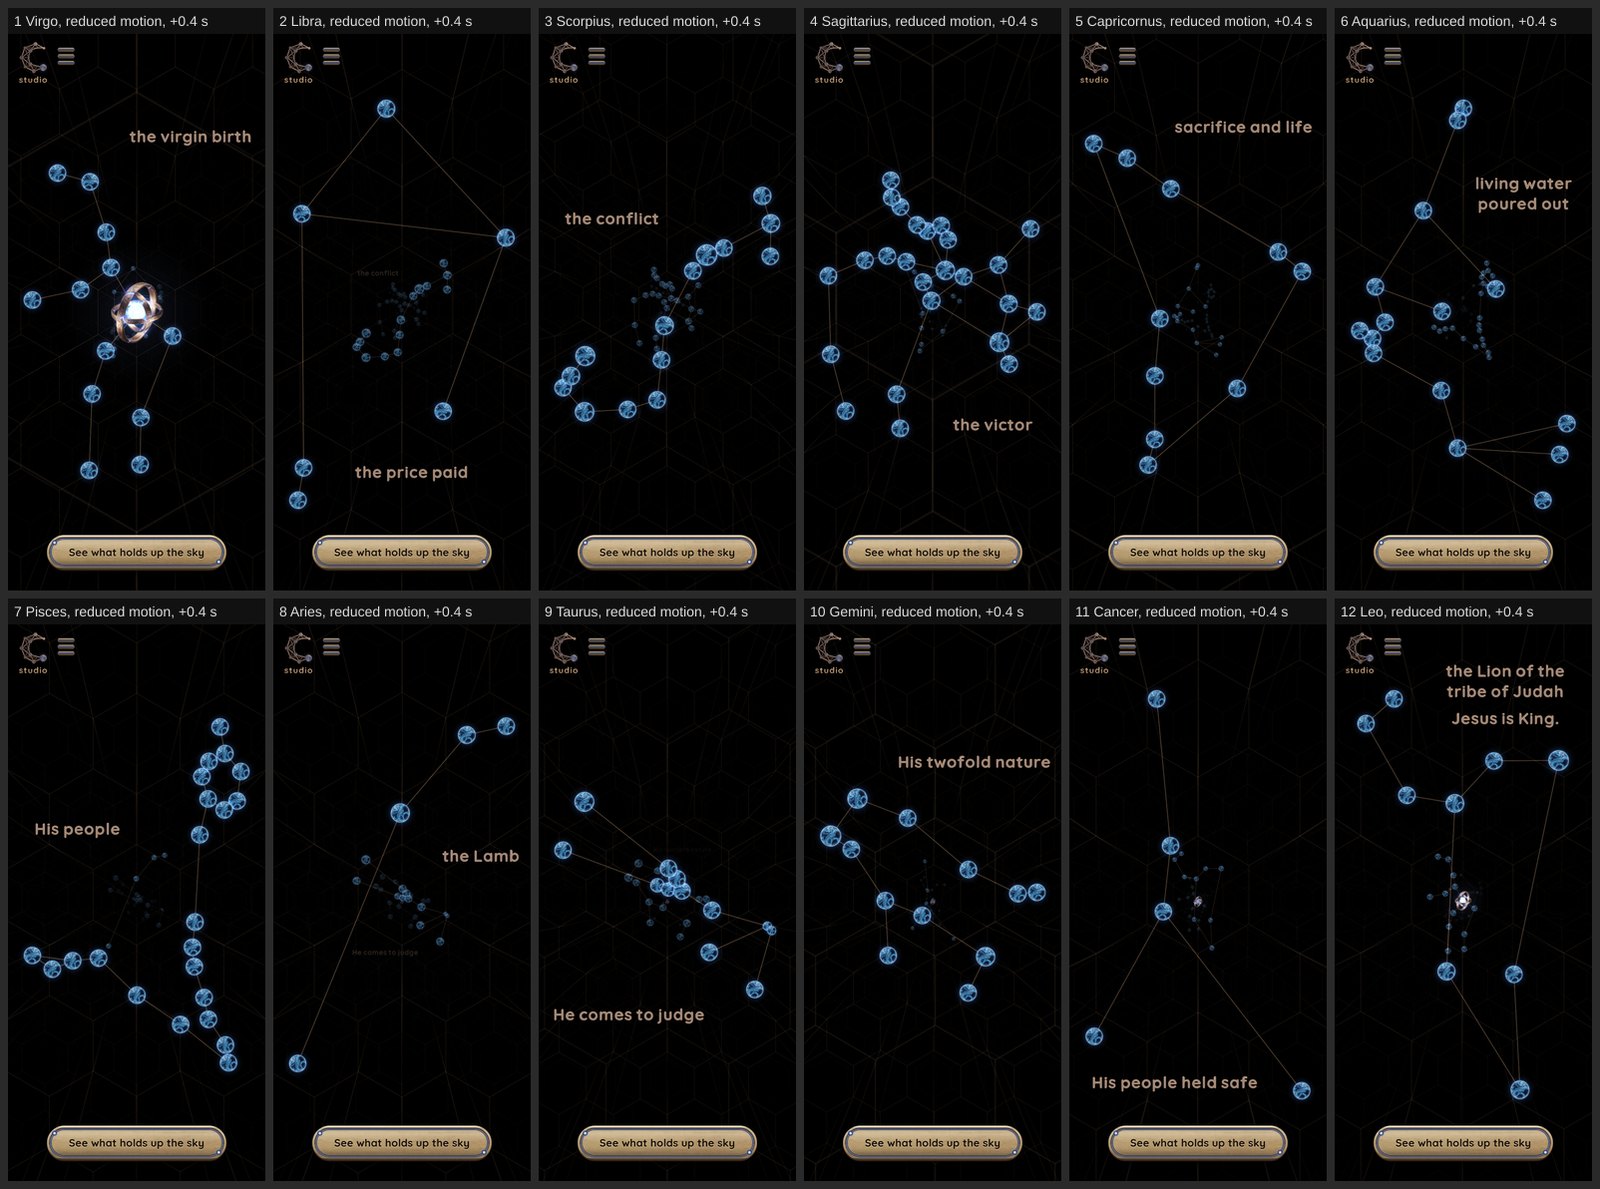 1 Virgo, reduced motion, +0.4 s
studio
the virgin birth
See what holds up the sky
2 Libra, reduced motion, +0.4 s
studio
The conflict
the price paid
See what holds up the sky
3 Scorpius, reduced motion, +0.4 s
studio
the conflict
See what holds up the sky
4 Sagittarius, reduced motion, +0.4 s
studio
the victor
See what holds up the sky
5 Capricornus, reduced motion, +0.4 s
studio
sacrifice and life
See what holds up the sky
6 Aquarius, reduced motion, +0.4 s
studio
living water
poured out
See what holds up the sky
7 Pisces, reduced motion, +0.4 s
studio
His people
See what holds up the sky
8 Aries, reduced motion, +0.4 s
studio
the Lamb
He comes to judge
See what holds up the sky
9 Taurus, reduced motion, +0.4 s
studio
He comes to judge
See what holds up the sky
10 Gemini, reduced motion, +0.4 s
studio
His twofold nature
See what holds up the sky
11 Cancer, reduced motion, +0.4 s
studio
His people held safe
See what holds up the sky
12 Leo, reduced motion, +0.4 s
studio
the Lion of the
tribe of Judah
Jesus is King.
See what holds up the sky